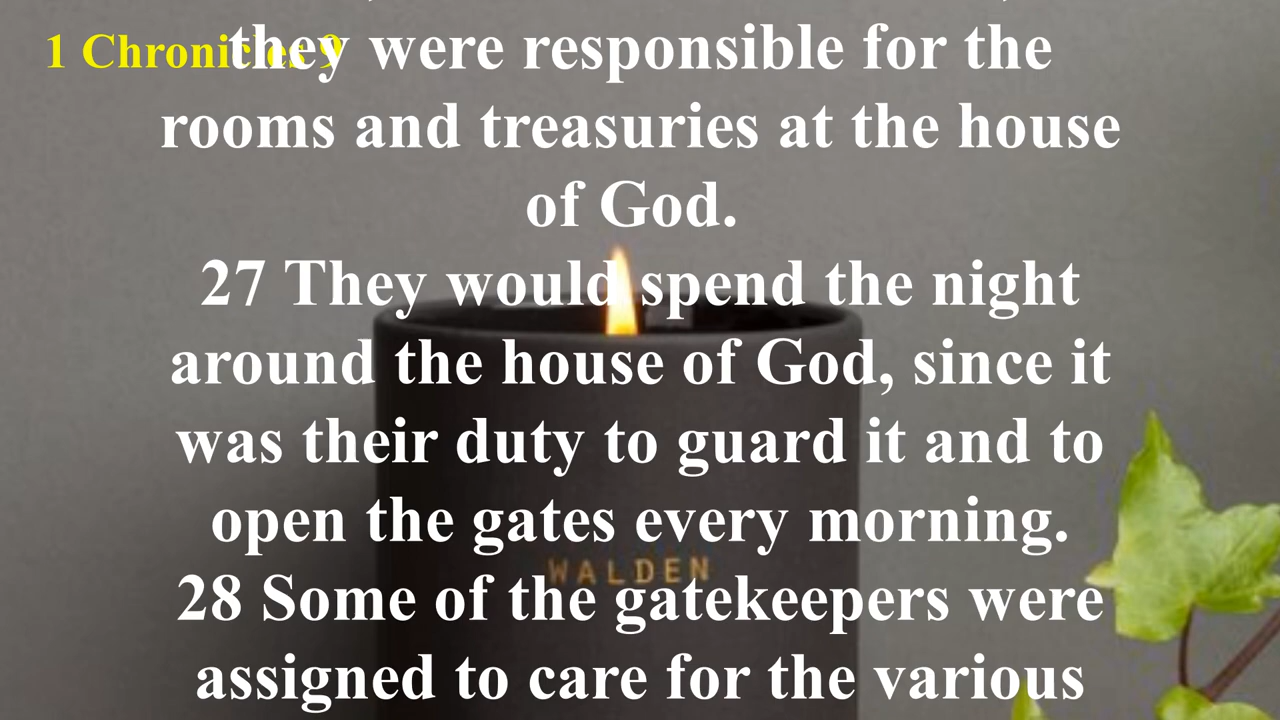 1 Chronicles 9
they were responsible for the
rooms and treasuries at the house
of God.
27 They would spend the night
around the house of God, since it
was their duty to guard it and to
open the gates every morning.
WALDEN
28 Some of the gatekeepers were
assigned to care for the various